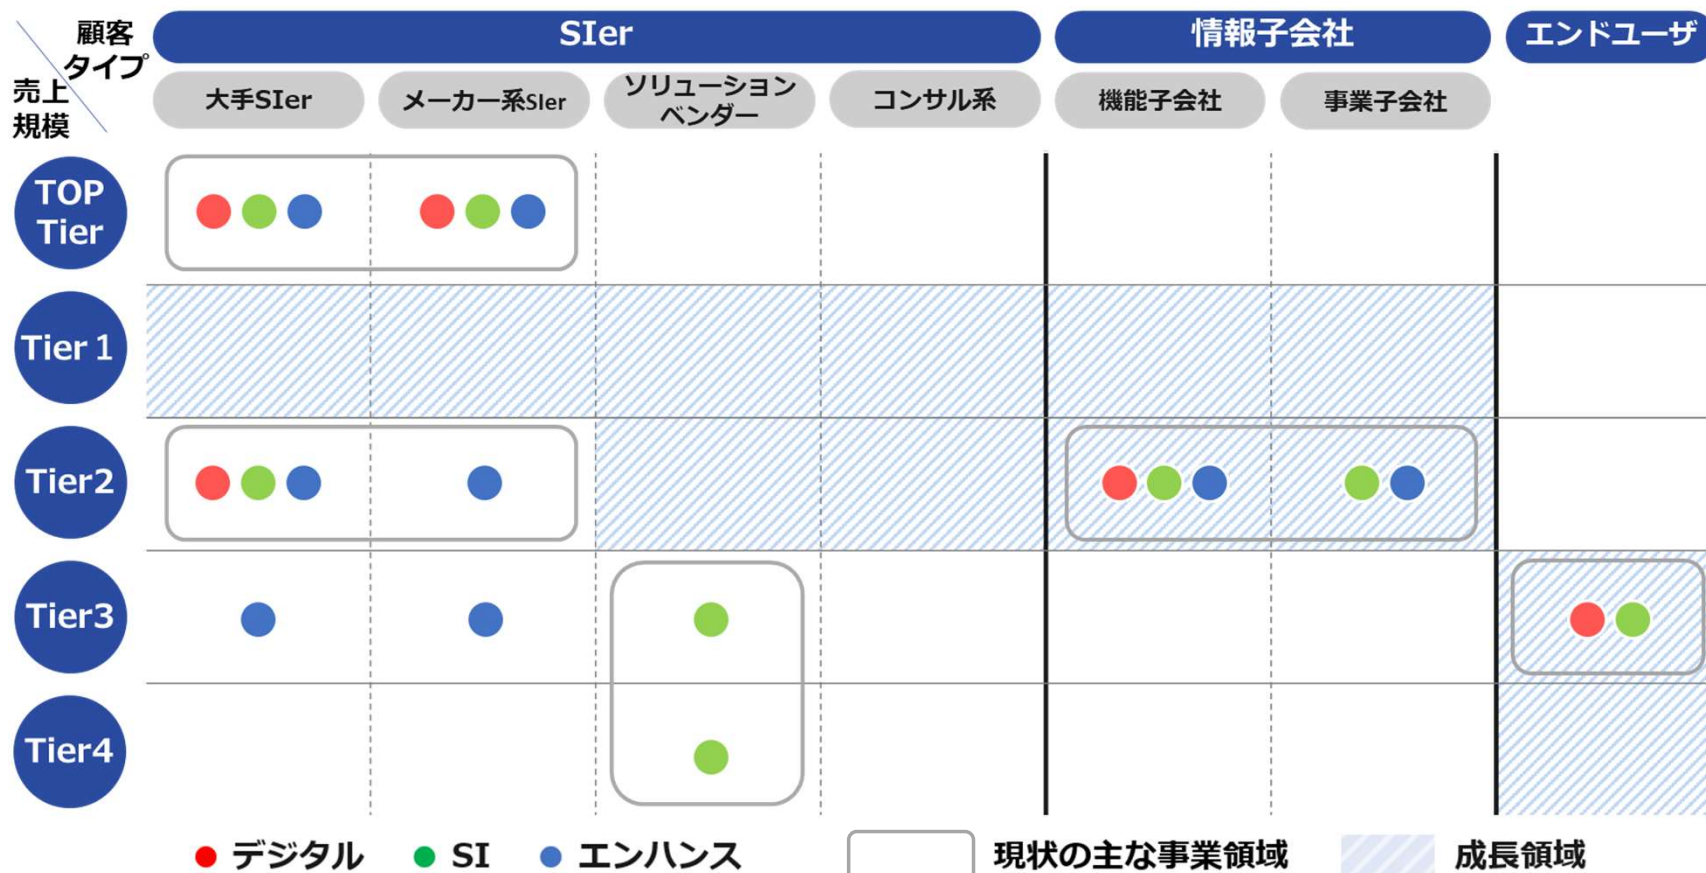 顧客
タイプ
売上
規模
SIer
情報子会社
エンドユーザ
大手SIer
メーカー系SIer
ソリューション
ベンダー
コンサル系
機能子会社
事業子会社
TOP
Tier
Tier 1
Tier2
Tier3
Tier4
デジタル
SI
エンハンス
現状の主な事業領域
成長領域